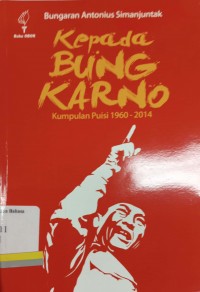 Bungaran Antonius Simanjuntak
Kepada
BUNG
KARNO
Kumpulan Puisi 1960 - 2014